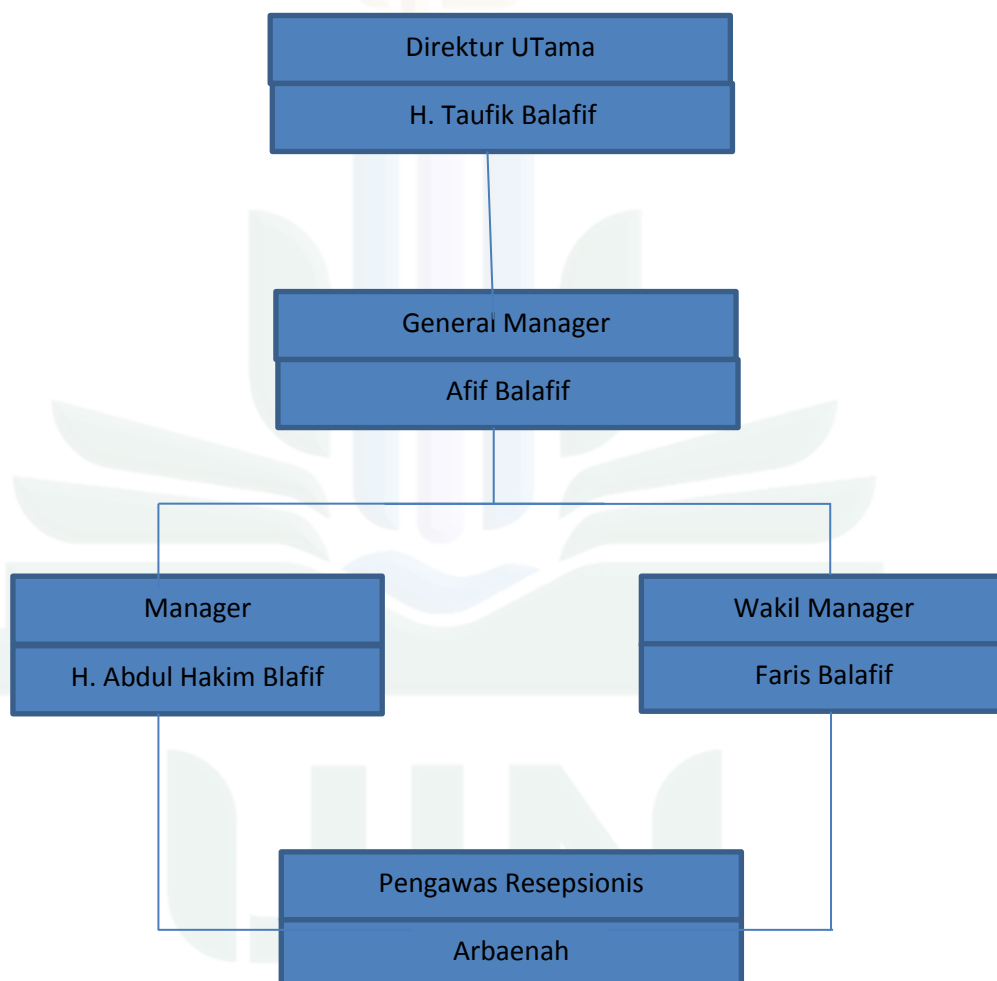 Direktur UTama
H. Taufik Balafif
General Manager
Afif Balafif
Manager
H. Abdul Hakim Blafif
Wakil Manager
Faris Balafif
Pengawas Resepsionis
Arbaenah